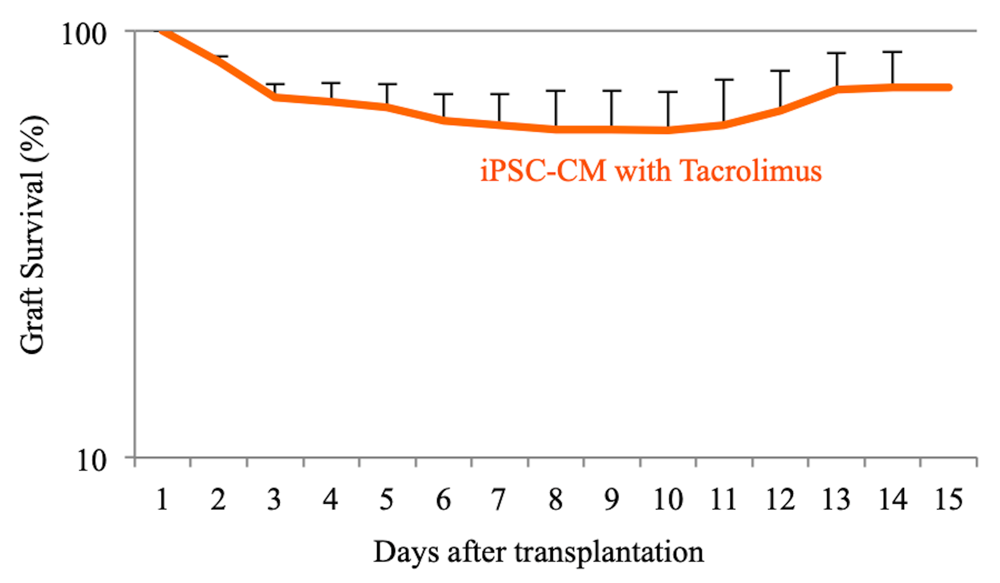 100
Graft Survival (%)
iPSC-CM with Tacrolimus
10
1 2 3 4 5 6 7 8 9 10 11 12 13 14 15
Days after transplantation